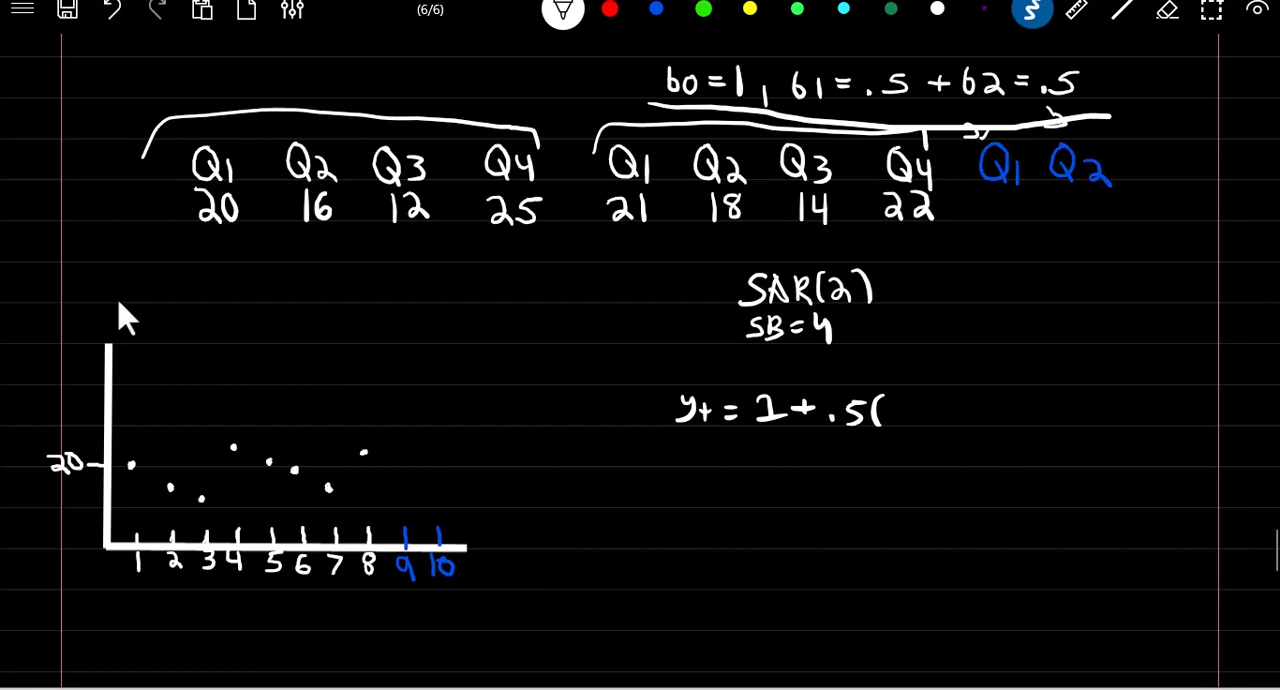 (6/6)
b0=1, b1=.5 + b2=.5
Q1 Q2 Q3 Q4 Q1 Q2 Q3 Q4 Q1 Q2
20 16 12 25 21 18 14 22
SAR(2)
SB=4
yt = 1 + .5(
20
1 2 3 4 5 6 7 8 9 10